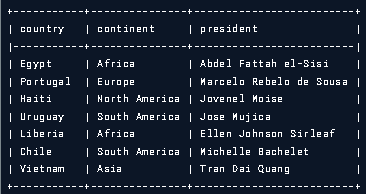 +-----------+---------------+-------------------------+
| country   | continent     | president               |
|-----------+---------------+-------------------------|
| Egypt     | Africa        | Abdel Fattah el-Sisi    |
| Portugal  | Europe        | Marcelo Rebelo de Sousa |
| Haiti     | North America | Jovenel Moise           |
| Uruguay   | South America | Jose Mujica             |
| Liberia   | Africa        | Ellen Johnson Sirleaf   |
| Chile     | South America | Michelle Bachelet       |
| Vietnam   | Asia          | Tran Dai Quang          |
+-----------+---------------+-------------------------+